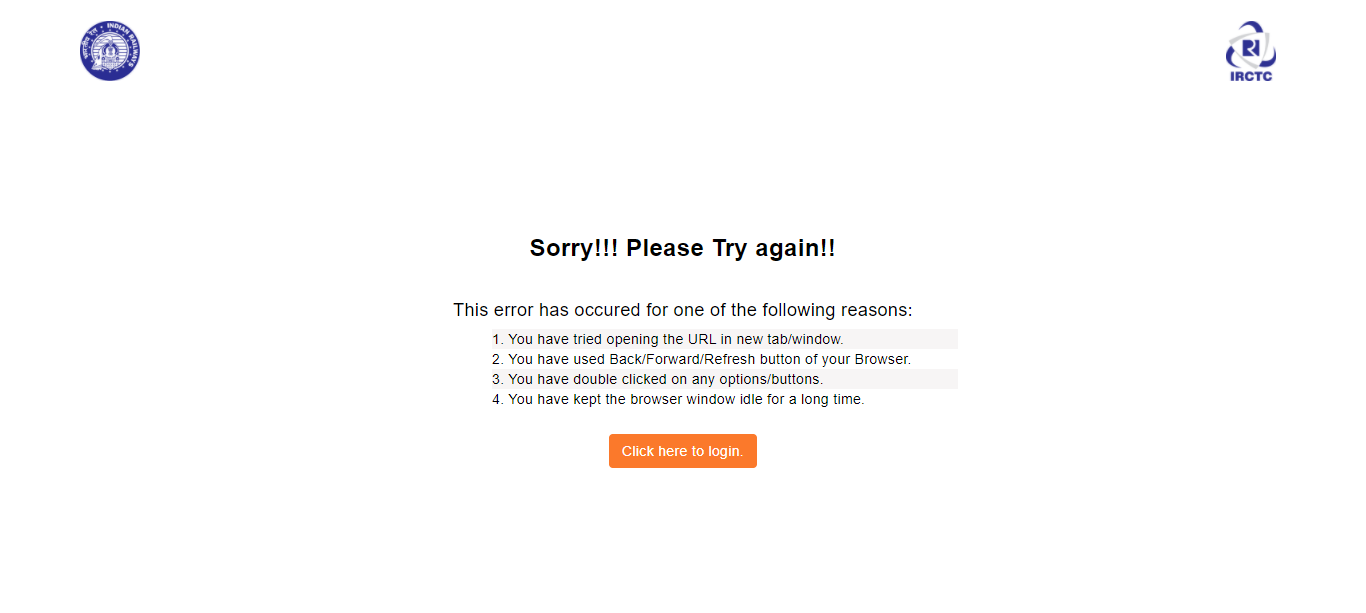 भारतीय रेल
INDIAN RAILWAYS
IRCTC
Sorry!!! Please Try again!!
This error has occured for one of the following reasons:
1. You have tried opening the URL in new tab/window.
2. You have used Back/Forward/Refresh button of your Browser.
3. You have double clicked on any options/buttons.
4. You have kept the browser window idle for a long time.
Click here to login.